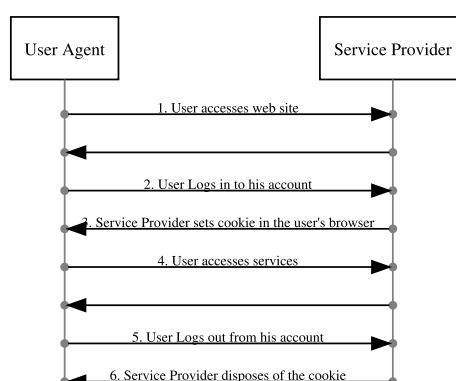 User Agent
Service Provider
1. User accesses web site
2. User Logs in to his account
3. Service Provider sets cookie in the user's browser
4. User accesses services
5. User Logs out from his account
6. Service Provider disposes of the cookie